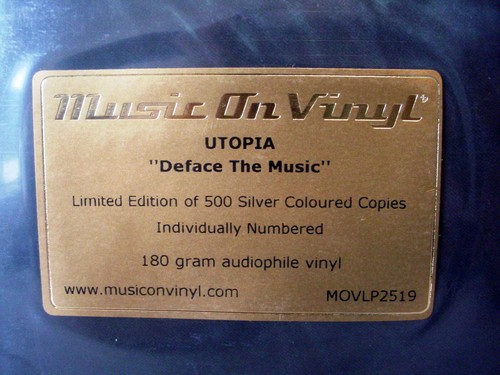 Music On Vinyl®
UTOPIA
''Deface The Music''
Limited Edition of 500 Silver Coloured Copies
Individually Numbered
180 gram audiophile vinyl
www.musiconvinyl.com MOVLP2519